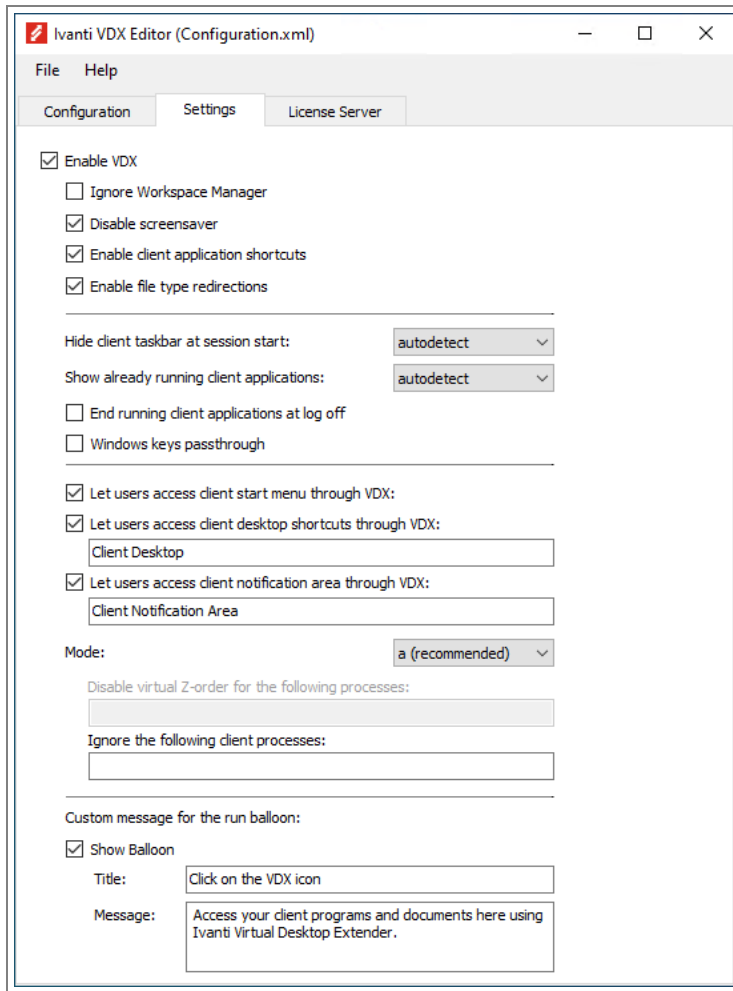 Ivanti VDX Editor (Configuration.xml)
File Help
Configuration Settings License Server
Enable VDX
Ignore Workspace Manager
Disable screensaver
Enable client application shortcuts
Enable file type redirections
Hide client taskbar at session start: autodetect
Show already running client applications: autodetect
End running client applications at log off
Windows keys passthrough
Let users access client start menu through VDX:
Let users access client desktop shortcuts through VDX:
Client Desktop
Let users access client notification area through VDX:
Client Notification Area
Mode: a (recommended)
Disable virtual Z-order for the following processes:
Ignore the following client processes:
Custom message for the run balloon:
Show Balloon
Title: Click on the VDX icon
Message: Access your client programs and documents here using
Ivanti Virtual Desktop Extender.